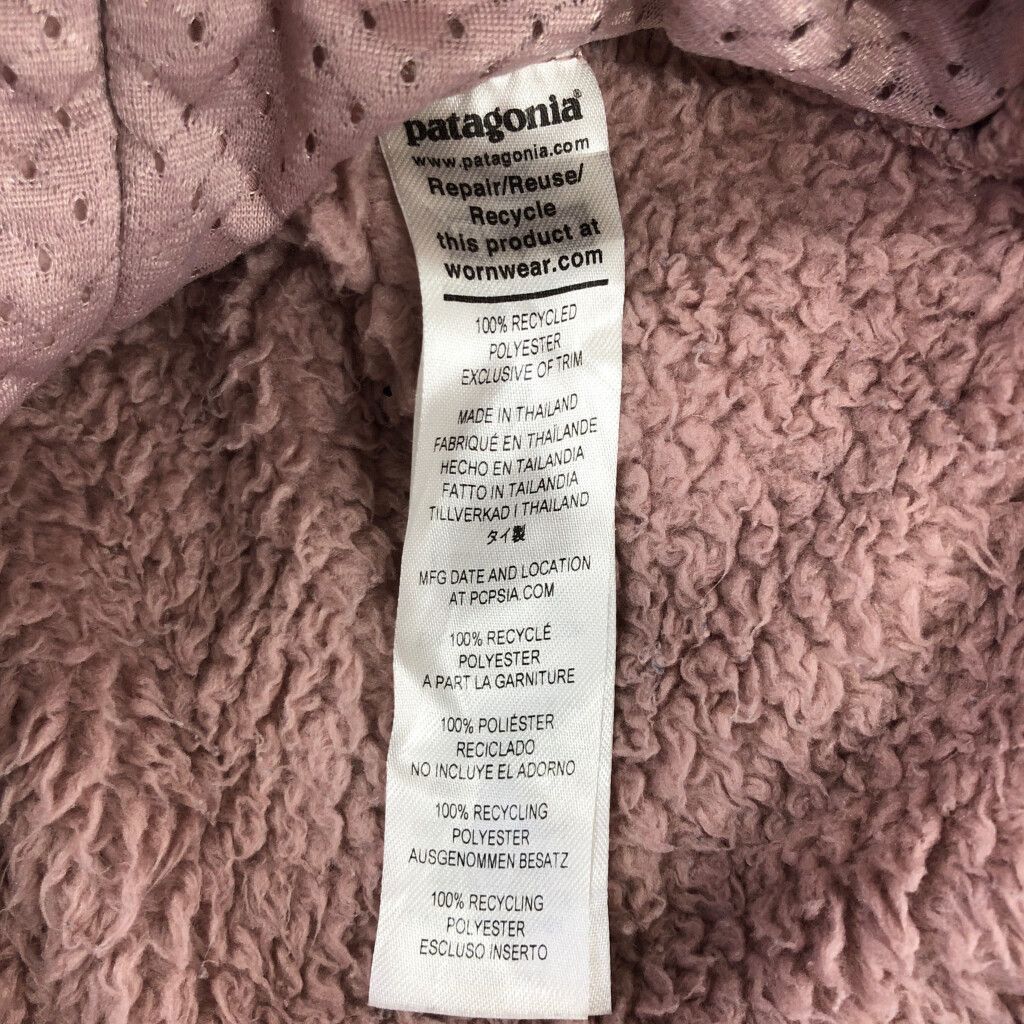 patagonia®
www.patagonia.com
Repair/Reuse/
Recycle
this product at
wornwear.com
100% RECYCLED
POLYESTER
EXCLUSIVE OF TRIM
MADE IN THAILAND
FABRIQUÉ EN THAÏLANDE
HECHO EN TAILANDIA
FATTO IN TAILANDIA
TILLVERKAD I THAILAND
タイ製
MFG DATE AND LOCATION
AT PCPSIA.COM
100% RECYCLÉ
POLYESTER
A PART LA GARNITURE
100% POLIÉSTER
RECICLADO
NO INCLUYE EL ADORNO
100% RECYCLING
POLYESTER
AUSGENOMMEN BESATZ
100% RECYCLING
POLYESTER
ESCLUSO INSERTO